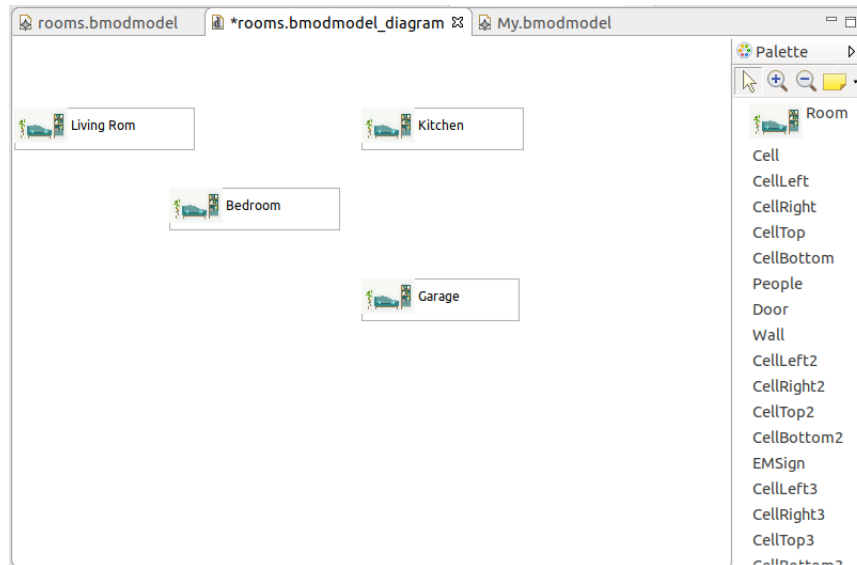 rooms.bmodmodel
*rooms.bmodmodel_diagram
My.bmodmodel
Palette
Living Rom
Kitchen
Bedroom
Garage
Room
Cell
CellLeft
CellRight
CellTop
CellBottom
People
Door
Wall
CellLeft2
CellRight2
CellTop2
CellBottom2
EMSign
CellLeft3
CellRight3
CellTop3